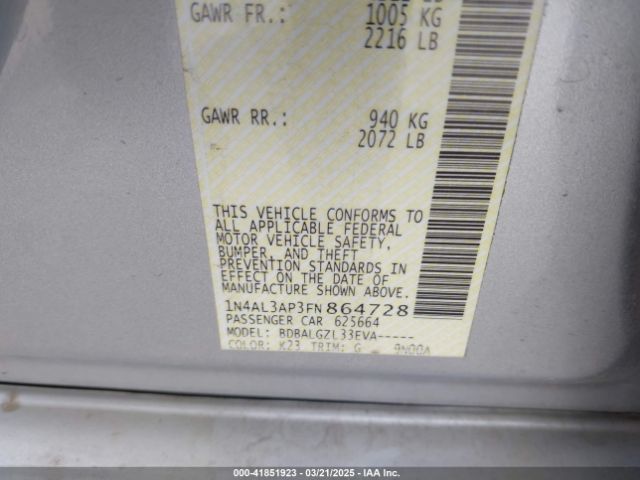 GAWR FR.: 1005 KG
2216 LB
GAWR RR.: 940 KG
2072 LB
THIS VEHICLE CONFORMS TO
ALL APPLICABLE FEDERAL
MOTOR VEHICLE SAFETY,
BUMPER, AND THEFT
PREVENTION STANDARDS IN
EFFECT ON THE DATE OF
MANUFACTURE SHOWN ABOVE.
1N4AL3AP3FN864728
PASSENGER CAR 625664
MODEL: BDBALGZL33EVA-----
COLOR: K23 TRIM: G 9N00A
000-41851923 — 03/21/2025 — IAA Inc.